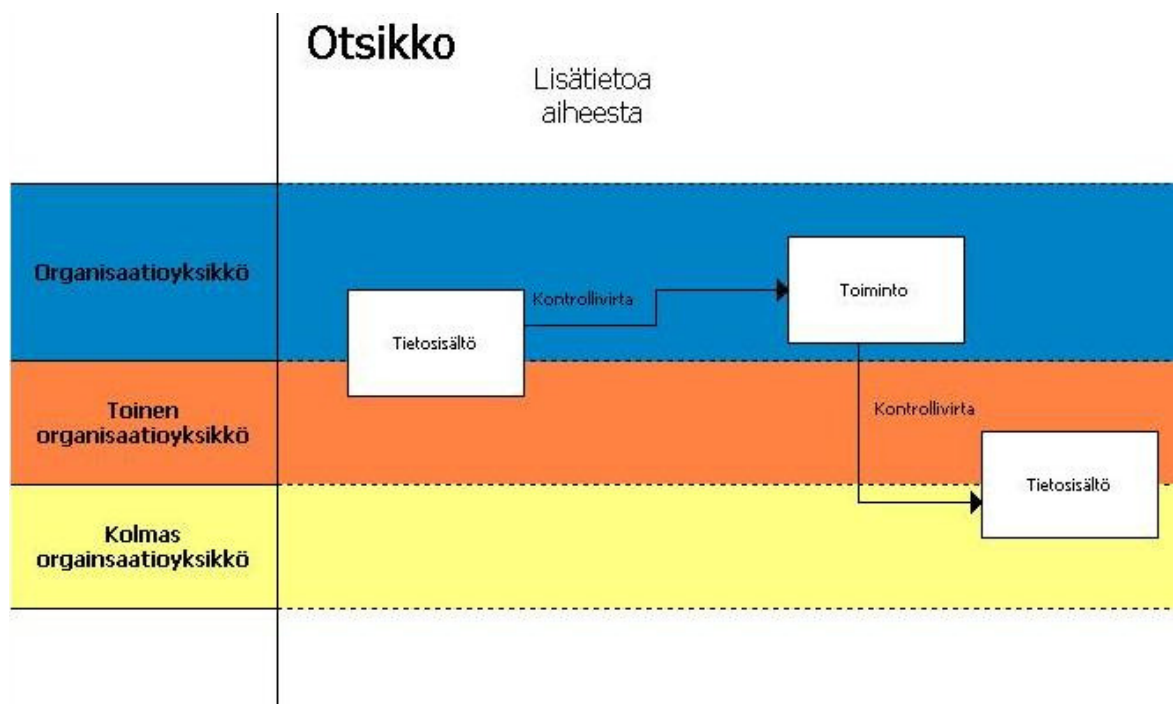 Otsikko
Lisätietoa
aiheesta
Organisaatioyksikkö
Kontrollivirta
Toiminto
Tietosisältö
Toinen
organisaatioyksikkö
Kontrollivirta
Tietosisältö
Kolmas
orgainsaatioyksikkö